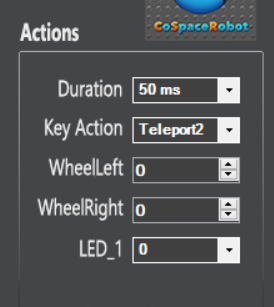 CoSpaceRobot
Actions
Duration 50 ms
Key Action Teleport2
WheelLeft 0
WheelRight 0
LED_1 0